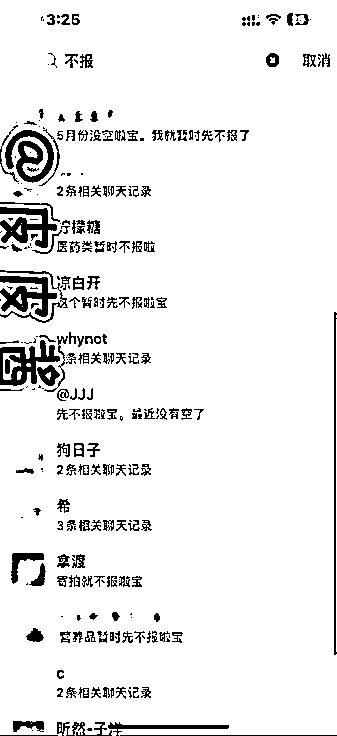 3:25
不报
取消
5月份没空啦宝。我就暂时先不报了
2条相关聊天记录
柠檬糖
医药类暂时不报啦
凉白开
这个暂时先不报啦宝
whynot
条相关聊天记录
@JJJ
先不报啦宝。最近没有空了
狗日子
2条相关聊天记录
希
3条相关聊天记录
拿渡
寄拍就不报啦宝
营养品暂时先不报啦宝
c
2条相关聊天记录
昕然-子洋